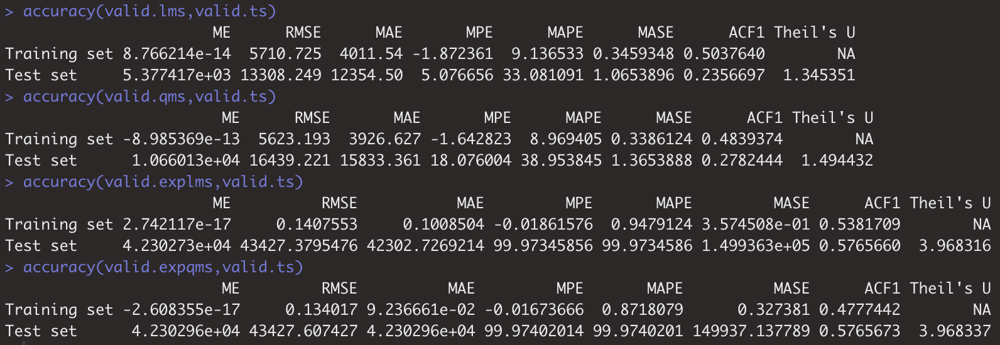 > accuracy(valid.lms,valid.ts)
ME RMSE MAE MPE MAPE MASE ACF1 Theil's U
Training set 8.766214e-14 5710.725 4011.54 -1.872361 9.136533 0.3459348 0.5037640 NA
Test set 5.377417e+03 13308.249 12354.50 5.076656 33.081091 1.0653896 0.2356697 1.345351
> accuracy(valid.qms,valid.ts)
ME RMSE MAE MPE MAPE MASE ACF1 Theil's U
Training set -8.985369e-13 5623.193 3926.627 -1.642823 8.969405 0.3386124 0.4839374 NA
Test set 1.066013e+04 16439.221 15833.361 18.076004 38.953845 1.3653888 0.2782444 1.494432
> accuracy(valid.explms,valid.ts)
ME RMSE MAE MPE MAPE MASE ACF1 Theil's U
Training set 2.742117e-17 0.1407553 0.1008504 -0.01861576 0.9479124 3.574508e-01 0.5381709 NA
Test set 4.230273e+04 43427.3795476 42302.7269214 99.97345856 99.9734586 1.499363e+05 0.5765660 3.968316
> accuracy(valid.expqms,valid.ts)
ME RMSE MAE MPE MAPE MASE ACF1 Theil's U
Training set -2.608355e-17 0.134017 9.236661e-02 -0.01673666 0.8718079 0.327381 0.4777442 NA
Test set 4.230296e+04 43427.607427 4.230296e+04 99.97402014 99.9740201 149937.137789 0.5765673 3.968337